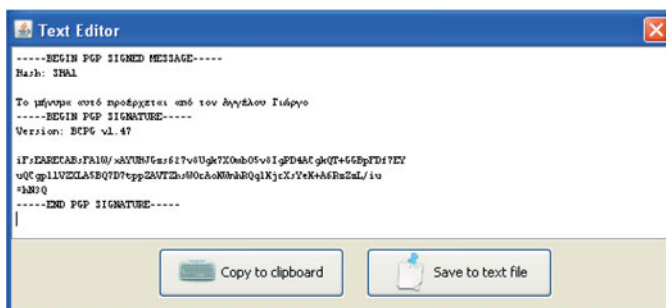 Text Editor
-----BEGIN PGP SIGNED MESSAGE-----
Hash: SHA1
Το μήνυμα αυτό προέρχεται από τον Αγγέλου Γιώργο
-----BEGIN PGP SIGNATURE-----
Version: BCPG v1.47
-----END PGP SIGNATURE-----
Copy to clipboard
Save to text file